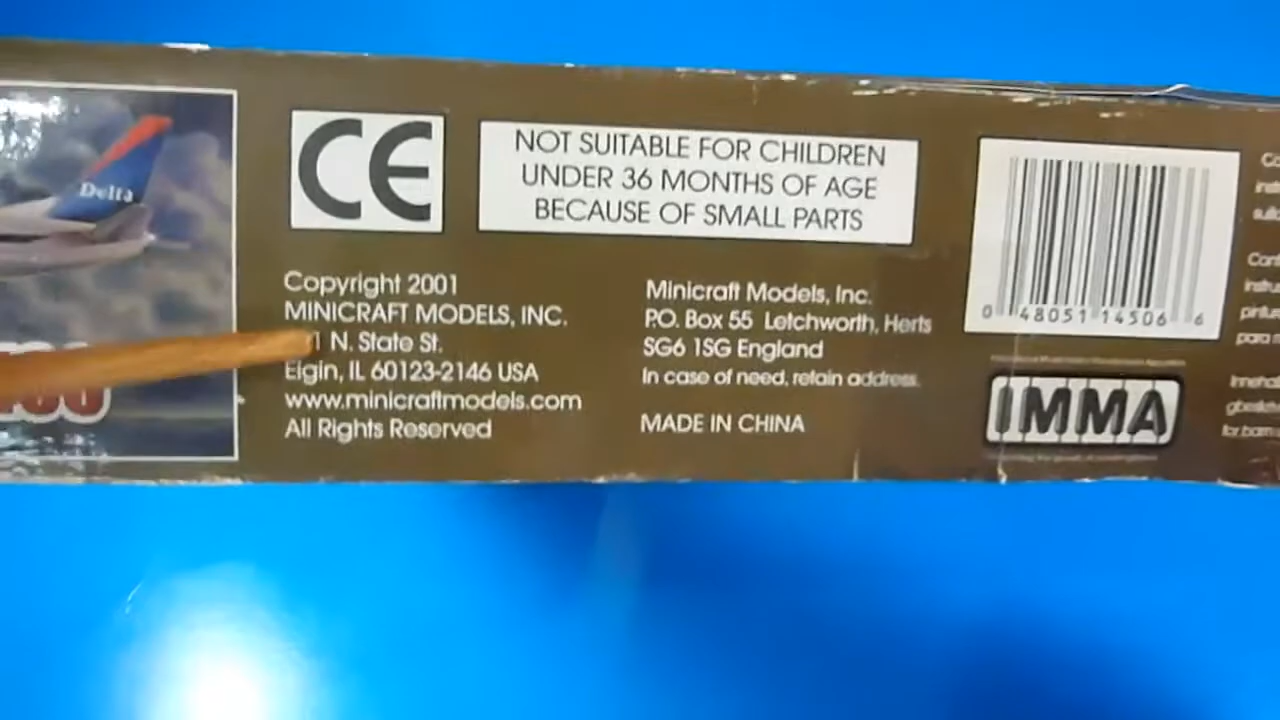 Delta
CE
NOT SUITABLE FOR CHILDREN
UNDER 36 MONTHS OF AGE
BECAUSE OF SMALL PARTS
Copyright 2001
MINICRAFT MODELS, INC.
1 N. State St.
Elgin, IL 60123-2146 USA
www.minicraftmodels.com
All Rights Reserved
Minicraft Models, Inc.
P.O. Box 55 Letchworth, Herts
SG6 1SG England
In case of need, retain address.
MADE IN CHINA
0 48051 14506 6
IMMA